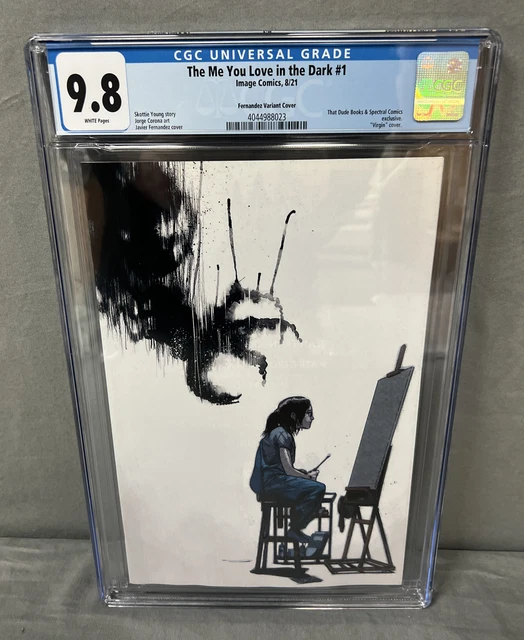 CGC UNIVERSAL GRADE
9.8
WHITE Pages
The Me You Love in the Dark #1
Image Comics, 8/21
Fernandez Variant Cover
4044988023
Skottie Young story
Jorge Corona art
Javier Fernandez cover
That Dude Books & Spectral Comics
exclusive.
"Virgin" cover.
CGC